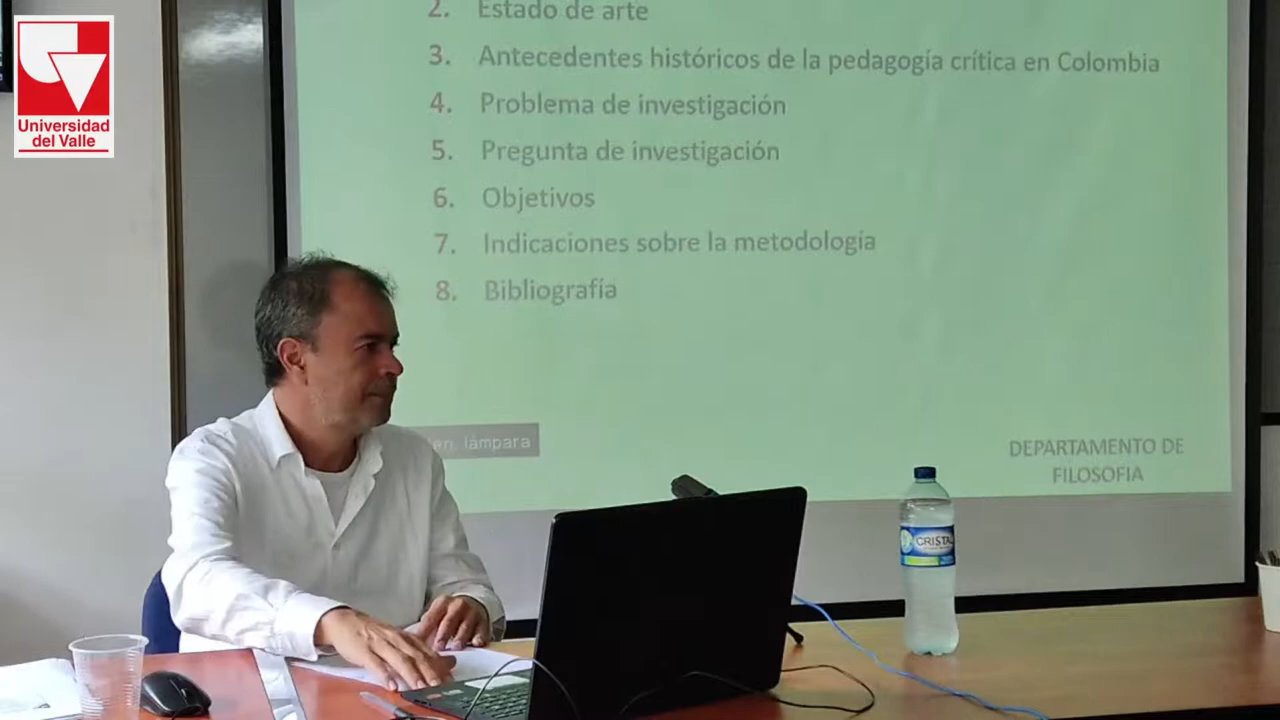 Universidad
del Valle
2. Estado de arte
3. Antecedentes históricos de la pedagogía crítica en Colombia
4. Problema de investigación
5. Pregunta de investigación
6. Objetivos
7. Indicaciones sobre la metodología
8. Bibliografía
lámpara
DEPARTAMENTO DE
FILOSOFIA
CRISTAL